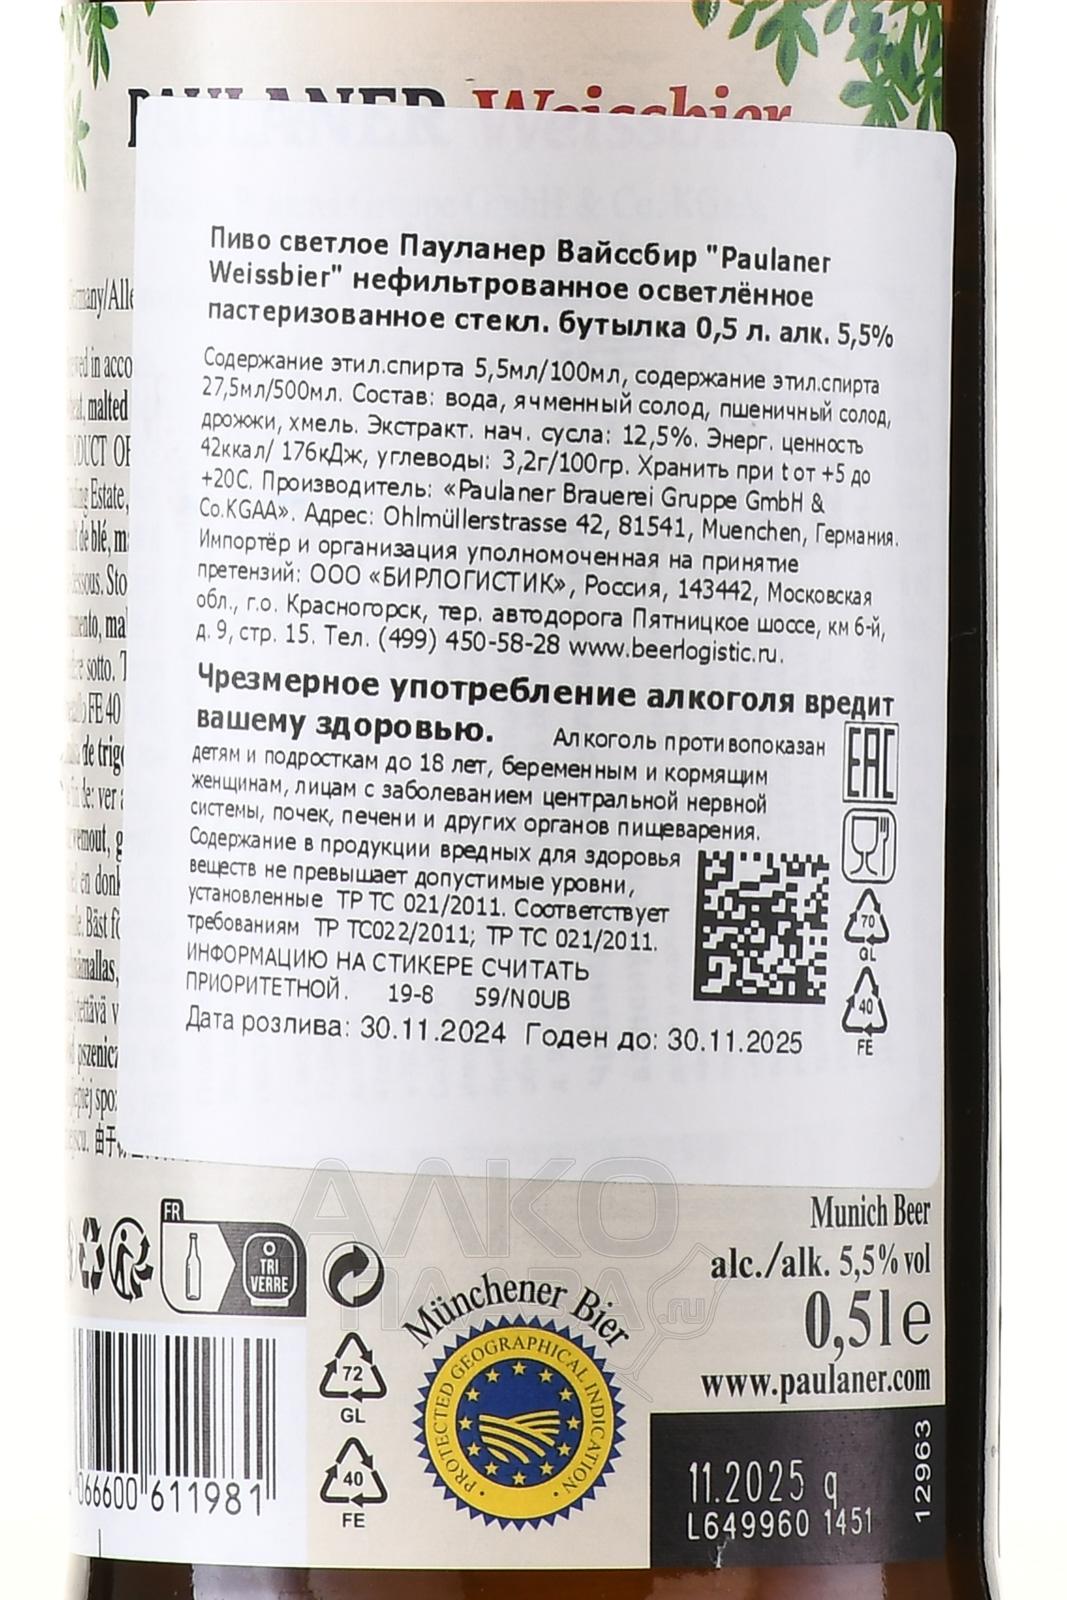 PAULANER Weissbier
Пиво светлое Пауланер Вайссбир "Paulaner
Weissbier" нефильтрованное осветлённое
пастеризованное стекл. бутылка 0,5 л. алк. 5,5%
Содержание этил.спирта 5,5мл/100мл, содержание этил.спирта
27,5мл/500мл. Состав: вода, ячменный солод, пшеничный солод,
дрожжи, хмель. Экстракт. нач. сусла: 12,5%. Энерг. ценность
42ккал/ 176кДж, углеводы: 3,2г/100гр. Хранить при t от +5 до
+20С. Производитель: «Paulaner Brauerei Gruppe GmbH &
Co.KGAA». Адрес: Ohlmüllerstrasse 42, 81541, Muenchen, Германия.
Импортёр и организация уполномоченная на принятие
претензий: ООО «БИРЛОГИСТИК», Россия, 143442, Московская
обл., г.о. Красногорск, тер. автодорога Пятницкое шоссе, км 6-й,
д. 9, стр. 15. Тел. (499) 450-58-28 www.beerlogistic.ru.
Чрезмерное употребление алкоголя вредит
вашему здоровью. Алкоголь противопоказан
детям и подросткам до 18 лет, беременным и кормящим
женщинам, лицам с заболеванием центральной нервной
системы, почек, печени и других органов пищеварения.
Содержание в продукции вредных для здоровья
веществ не превышает допустимые уровни,
установленные ТР ТС 021/2011. Соответствует
требованиям ТР ТС022/2011; ТР ТС 021/2011.
ИНФОРМАЦИЮ НА СТИКЕРЕ СЧИТАТЬ
ПРИОРИТЕТНОЙ. 19-8 59/N0UB
Дата розлива: 30.11.2024 Годен до: 30.11.2025
EAC
70
GL
40
FE
Munich Beer
alc./alk. 5,5% vol
0,5l e
www.paulaner.com
FR
TRI
VERRE
Münchener Bier
PROTECTED GEOGRAPHICAL INDICATION
72
GL
40
FE
066600 611981
11.2025 q
L649960 1451
12963
АЛКО
ПЛАЗА.ru